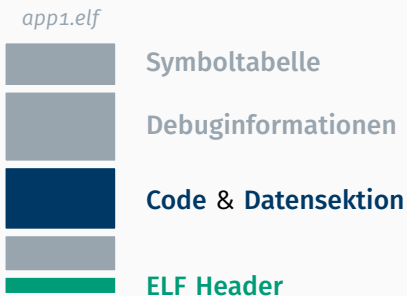 app1.elf
Symboltabelle
Debuginformationen
Code & Datensektion
ELF Header